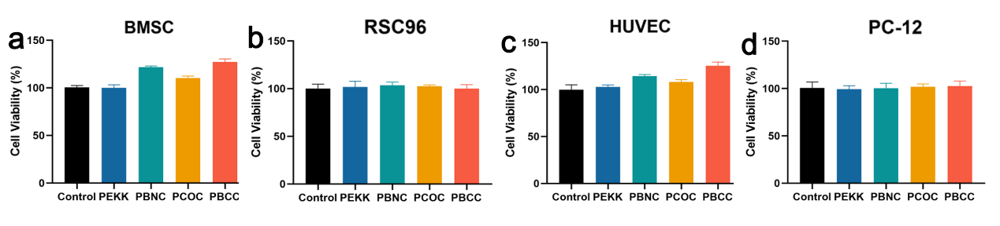 a
BMSC
Cell Viability (%)
150
100
50
0
Control PEKK PBNC PCOC PBCC
b
RSC96
Cell Viability (%)
150
100
50
0
Control PEKK PBNC PCOC PBCC
c
HUVEC
Cell Viability (%)
150
100
50
0
Control PEKK PBNC PCOC PBCC
d
PC-12
Cell Viability (%)
150
100
50
0
Control PEKK PBNC PCOC PBCC